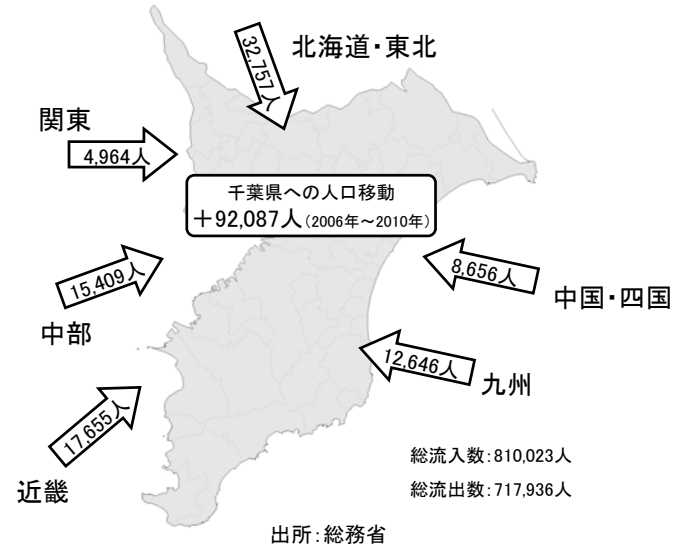 北海道・東北
32,757人
関東
4,964人
千葉県への人口移動
＋92,087人（2006年～2010年）
15,409人
中部
8,656人
中国・四国
12,646人
九州
17,655人
近畿
総流入数：810,023人
総流出数：717,936人
出所：総務省